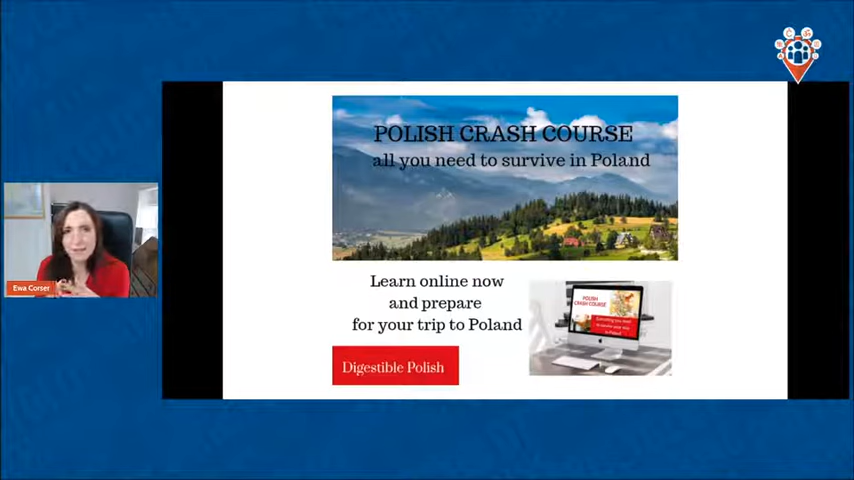 POLISH CRASH COURSE
all you need to survive in Poland
Ewa Corser
Learn online now
and prepare
for your trip to Poland
POLISH
CRASH COURSE
Digestible Polish